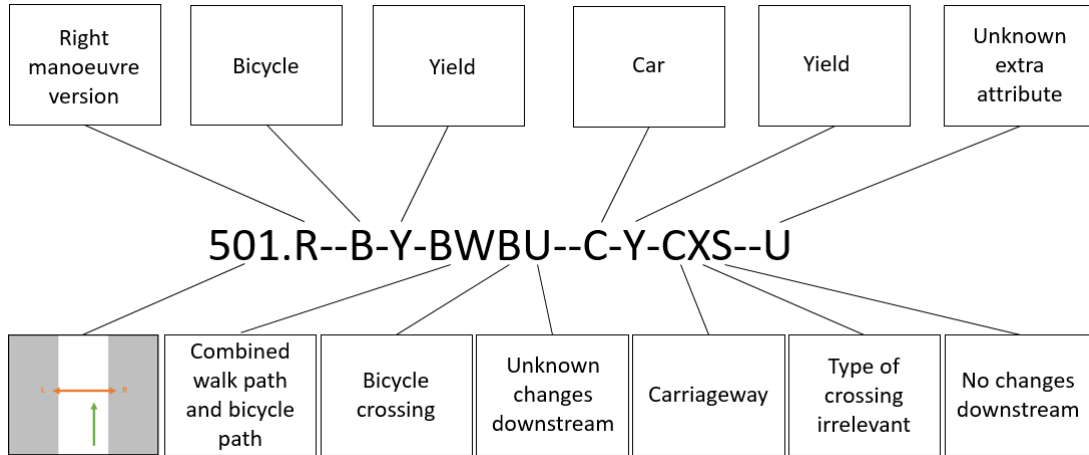 Right
manoeuvre
version
Bicycle
Yield
Car
Yield
Unknown
extra
attribute
501.R--B-Y-BWBU--C-Y-CXS--U
L
R
Combined
walk path
and bicycle
path
Bicycle
crossing
Unknown
changes
downstream
Carriageway
Type of
crossing
irrelevant
No changes
downstream